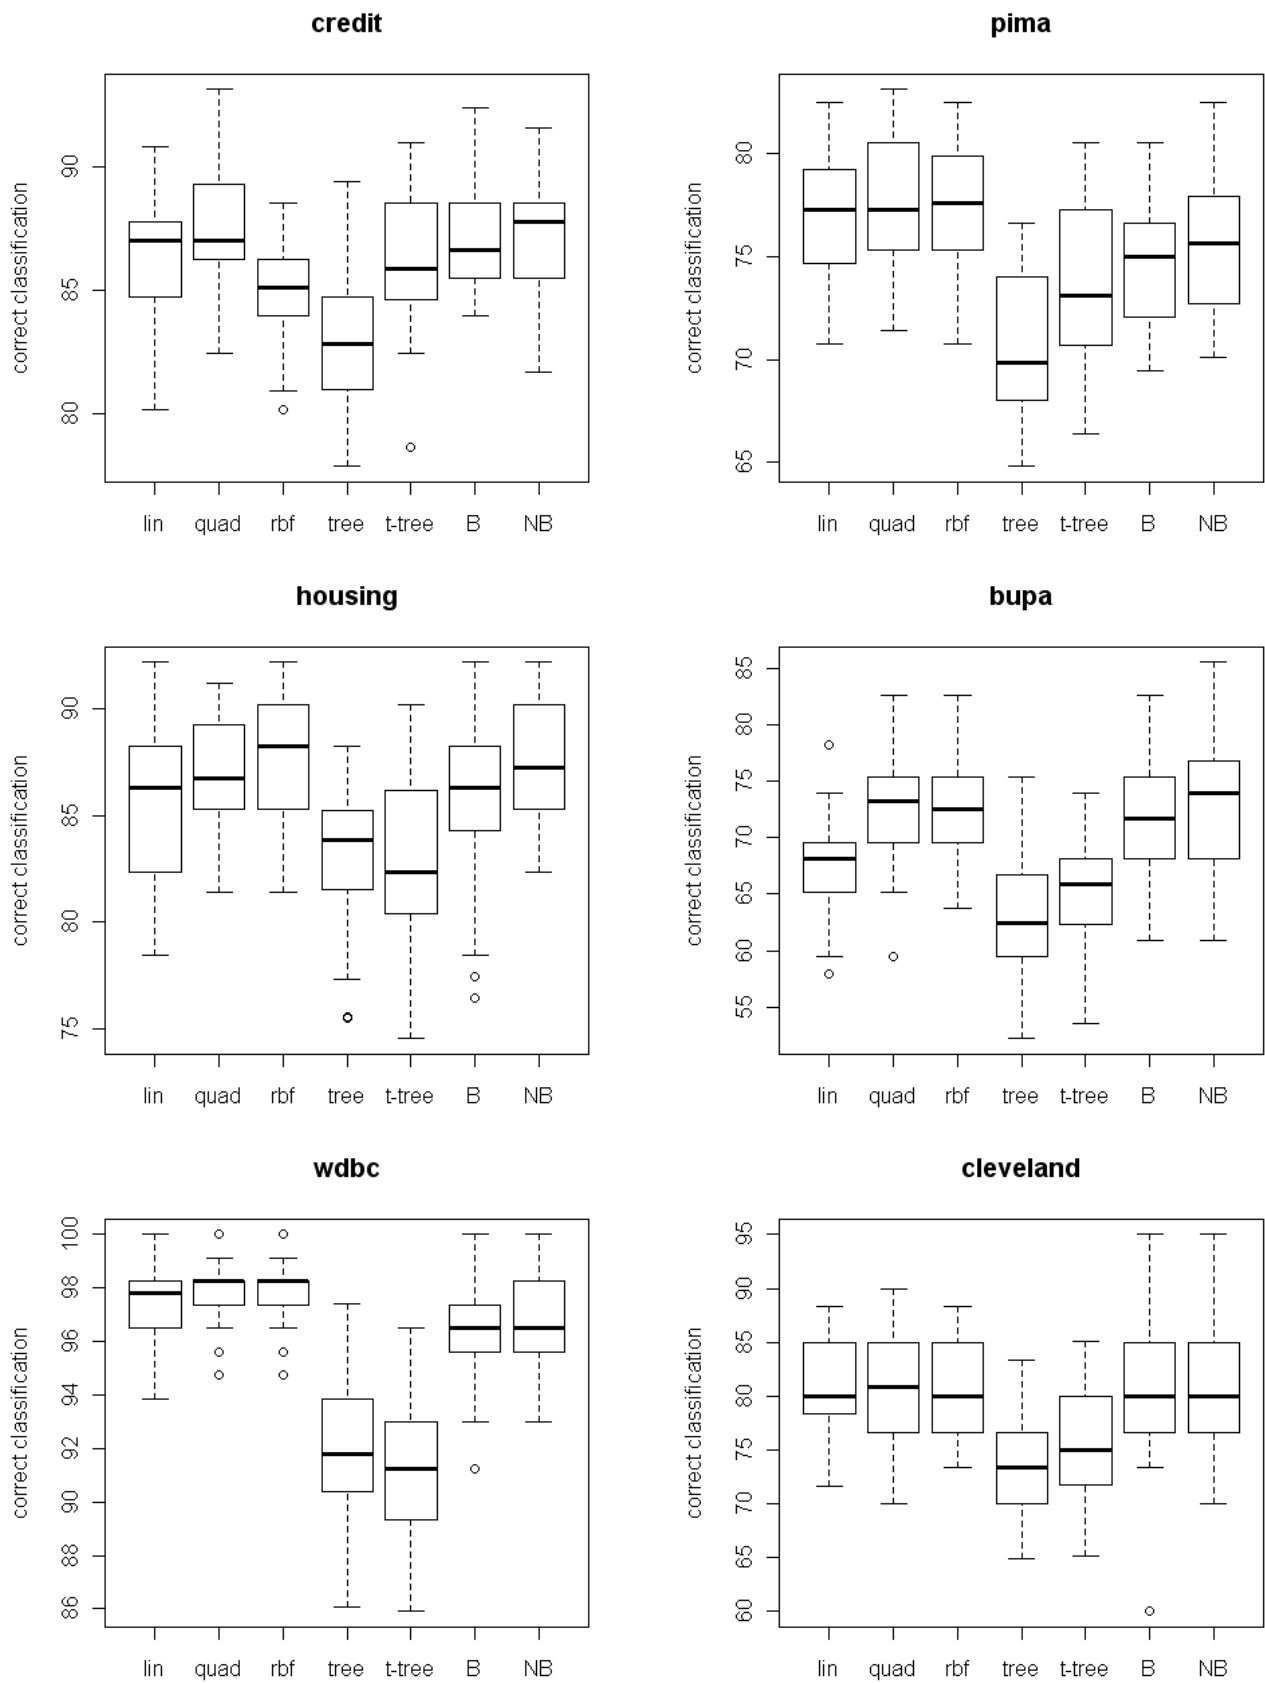 credit
correct classification
90
85
80
lin quad rbf tree t-tree B NB
pima
correct classification
80
75
70
65
lin quad rbf tree t-tree B NB
housing
correct classification
90
85
80
75
lin quad rbf tree t-tree B NB
bupa
correct classification
85
80
75
70
65
60
55
lin quad rbf tree t-tree B NB
wdbc
correct classification
100
98
96
94
92
90
88
86
lin quad rbf tree t-tree B NB
cleveland
correct classification
95
90
85
80
75
70
65
60
lin quad rbf tree t-tree B NB